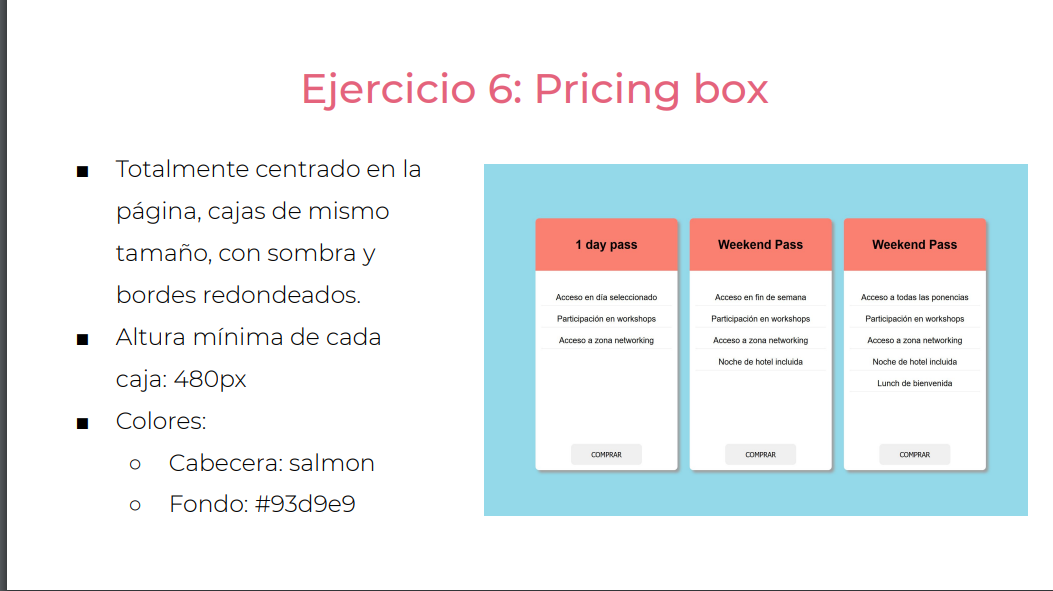 Ejercicio 6: Pricing box
■ Totalmente centrado en la
página, cajas de mismo
tamaño, con sombra y
bordes redondeados.
■ Altura mínima de cada
caja: 480px
■ Colores:
○ Cabecera: salmon
○ Fondo: #93d9e9
1 day pass
Acceso en día seleccionado
Participación en workshops
Acceso a zona networking
COMPRAR
Weekend Pass
Acceso en fin de semana
Participación en workshops
Acceso a zona networking
Noche de hotel incluida
COMPRAR
Weekend Pass
Acceso a todas las ponencias
Participación en workshops
Acceso a zona networking
Noche de hotel incluida
Lunch de bienvenida
COMPRAR